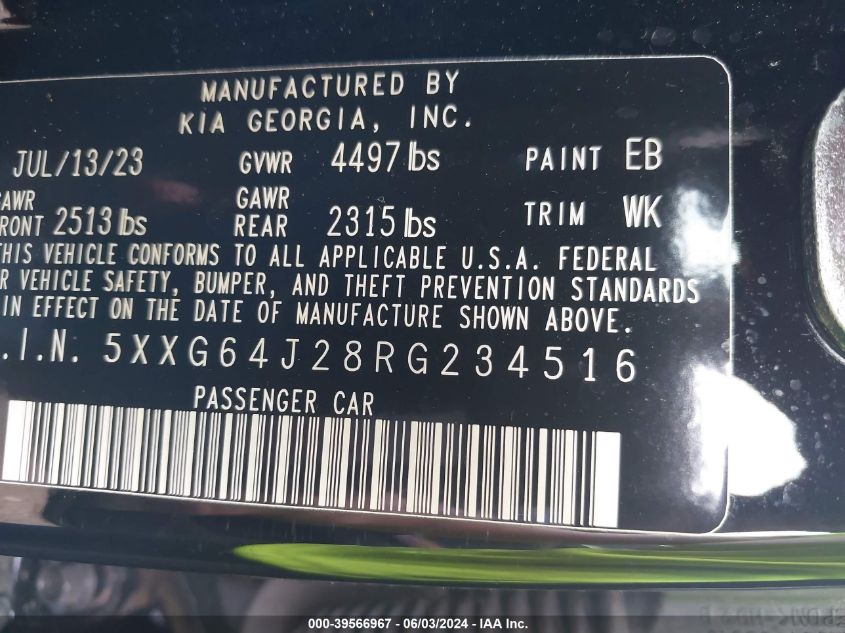 MANUFACTURED BY
KIA GEORGIA, INC.
JUL/13/23 GVWR 4497 lbs PAINT EB
GAWR FRONT 2513 lbs GAWR REAR 2315 lbs TRIM WK
THIS VEHICLE CONFORMS TO ALL APPLICABLE U.S.A. FEDERAL
R VEHICLE SAFETY, BUMPER, AND THEFT PREVENTION STANDARDS
IN EFFECT ON THE DATE OF MANUFACTURE SHOWN ABOVE.
.I.N. 5XXG64J28RG234516
PASSENGER CAR
000-39566967 - 06/03/2024 - IAA Inc.